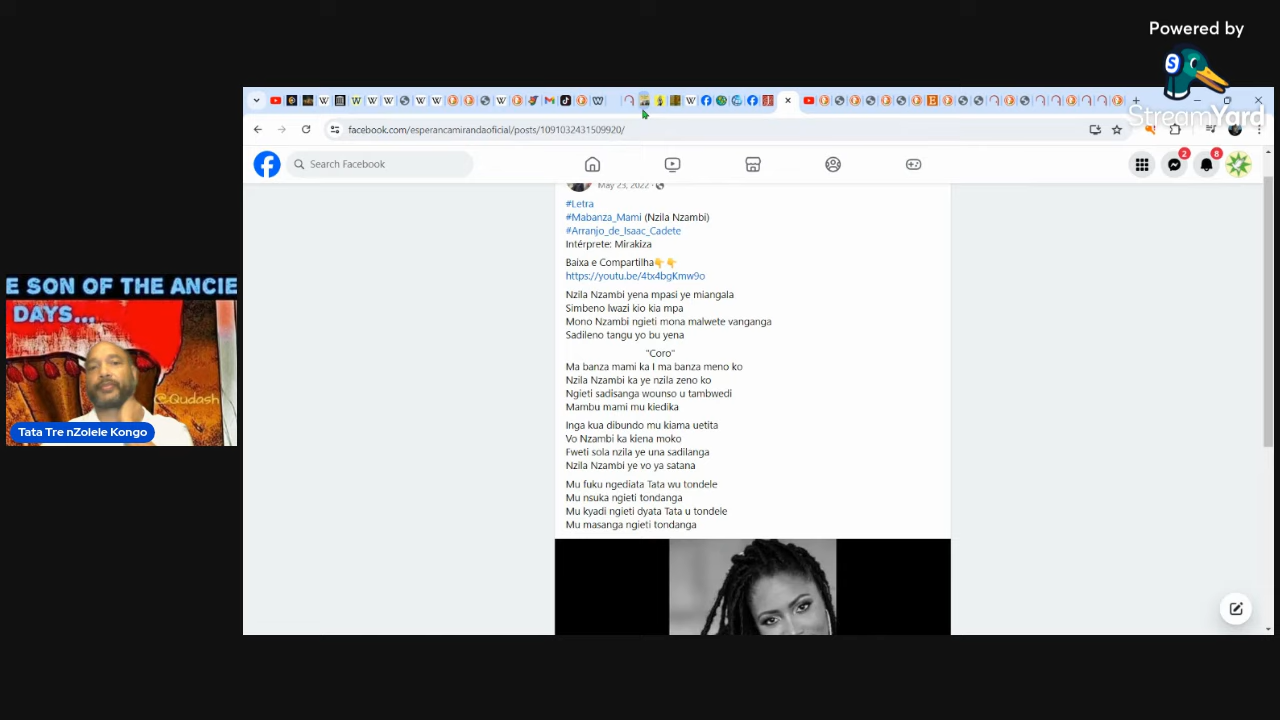 Powered by
StreamYard
facebook.com/esperancamirandaoficial/posts/1091032431509920/
Search Facebook
2
8
May 23, 2022
#Letra
#Mabanza_Mami (Nzila Nzambi)
#Arranjo_de_Isaac_Cadete
Intérprete: Mirakiza
Baixa e Compartilha👇👇
https://youtu.be/4tx4bgKmw9o
Nzila Nzambi yena mpasi ye miangala
Simbeno lwazi kio kia mpa
Mono Nzambi ngieti mona malwete vanganga
Sadileno tangu yo bu yena
"Coro"
Ma banza mami ka I ma banza meno ko
Nzila Nzambi ka ye nzila zeno ko
Ngieti sadisanga wounso u tambwedi
Mambu mami mu kiedika
Inga kua dibundo mu kiama uetita
Vo Nzambi ka kiena moko
Fweti sola nzila ye una sadilanga
Nzila Nzambi ye vo ya satana
Mu fuku ngediata Tata wu tondele
Mu nsuka ngieti tondanga
Mu kyadi ngieti dyata Tata u tondele
Mu masanga ngieti tondanga
E SON OF THE ANCIE
DAYS...
@Qudash
Tata Tre nZolele Kongo